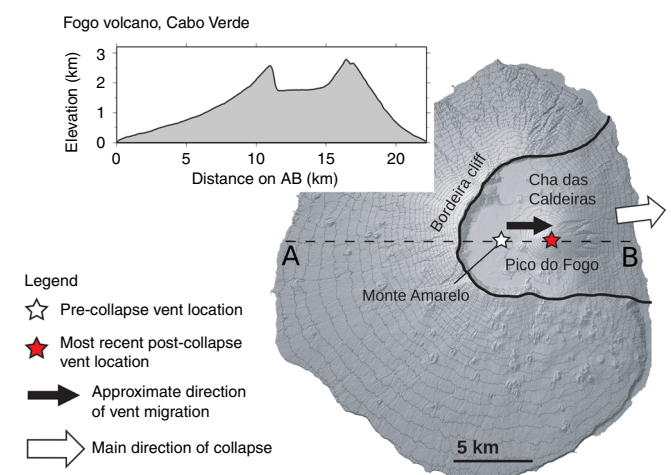 Fogo volcano, Cabo Verde
Elevation (km)
3
2
1
0
0
5
10
15
20
Distance on AB (km)
Bordeira cliff
Cha das
Caldeiras
A
B
Pico do Fogo
Monte Amarelo
Legend
Pre-collapse vent location
Most recent post-collapse
vent location
Approximate direction
of vent migration
Main direction of collapse
5 km